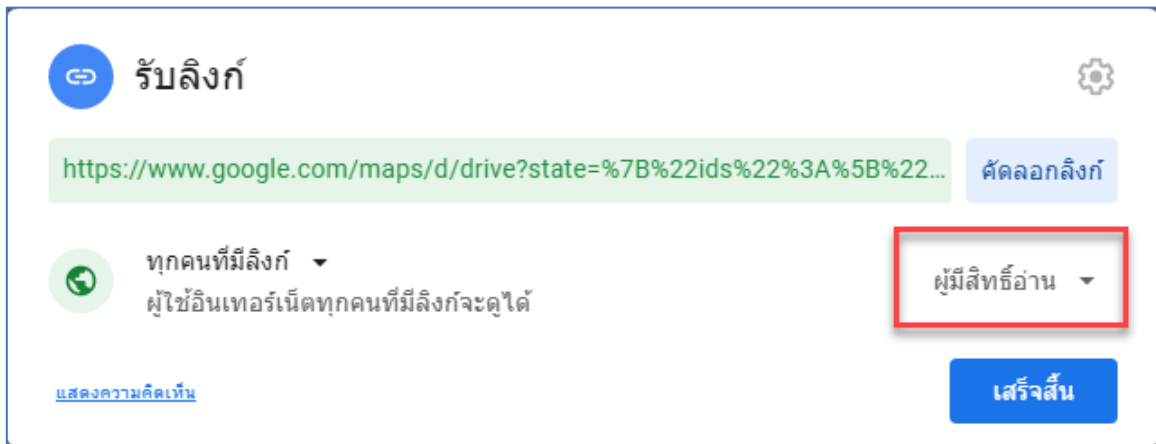 รับลิงก์
https://www.google.com/maps/d/drive?state=%7B%22ids%22%3A%5B%22...
คัดลอกลิงก์
ทุกคนที่มีลิงก์
ผู้ใช้อินเทอร์เน็ตทุกคนที่มีลิงก์จะดูได้
ผู้มีสิทธิ์อ่าน
แสดงความคิดเห็น
เสร็จสิ้น